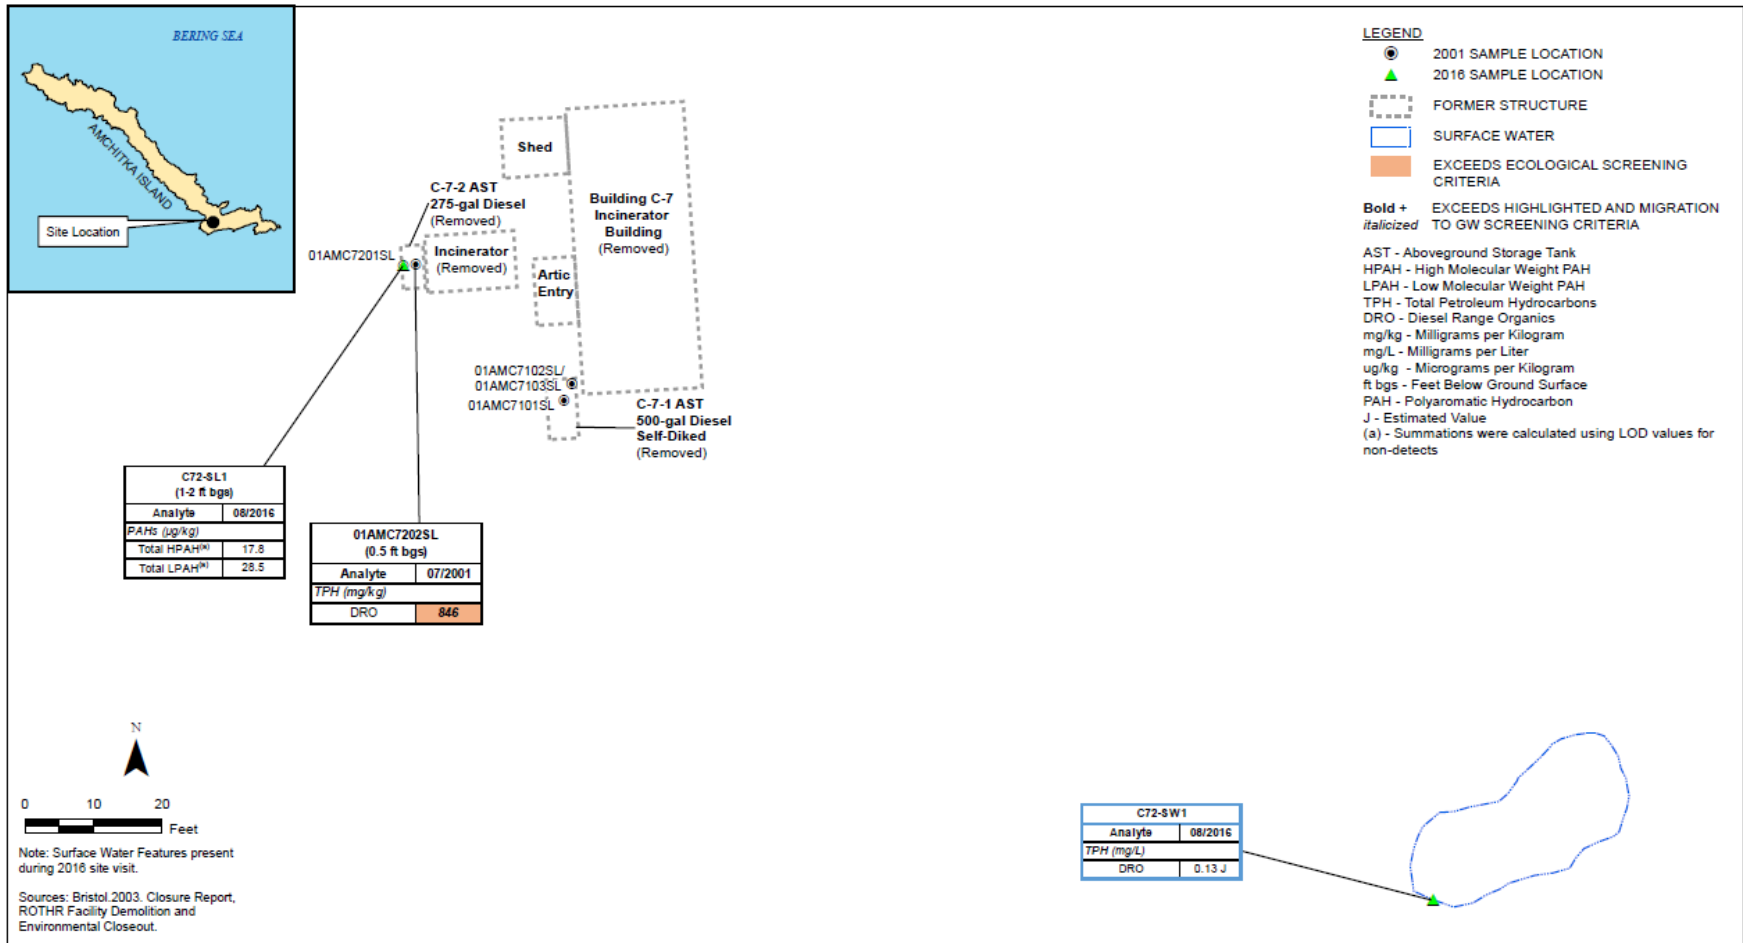 BERING SEA
AMCHITKA ISLAND
Site Location
Shed
C-7-2 AST
275-gal Diesel
(Removed)
Building C-7
Incinerator
Building
(Removed)
01AMC7201SL
Incinerator
(Removed)
Artic
Entry
01AMC7102SL/
01AMC7103SL
01AMC7101SL
C-7-1 AST
500-gal Diesel
Self-Diked
(Removed)
C72-SL1
(1-2 ft bgs)
Analyte 08/2016
PAHs (µg/kg)
Total HPAH(a) 17.8
Total LPAH(a) 28.5
01AMC7202SL
(0.5 ft bgs)
Analyte 07/2001
TPH (mg/kg)
DRO 846
LEGEND
2001 SAMPLE LOCATION
2016 SAMPLE LOCATION
FORMER STRUCTURE
SURFACE WATER
EXCEEDS ECOLOGICAL SCREENING
CRITERIA
Bold + EXCEEDS HIGHLIGHTED AND MIGRATION
italicized TO GW SCREENING CRITERIA
AST - Aboveground Storage Tank
HPAH - High Molecular Weight PAH
LPAH - Low Molecular Weight PAH
TPH - Total Petroleum Hydrocarbons
DRO - Diesel Range Organics
mg/kg - Milligrams per Kilogram
mg/L - Milligrams per Liter
ug/kg - Micrograms per Kilogram
ft bgs - Feet Below Ground Surface
PAH - Polyaromatic Hydrocarbon
J - Estimated Value
(a) - Summations were calculated using LOD values for
non-detects
N
0 10 20
Feet
Note: Surface Water Features present
during 2016 site visit.
Sources: Bristol.2003. Closure Report,
ROTHR Facility Demolition and
Environmental Closeout.
C72-SW1
Analyte 08/2016
TPH (mg/L)
DRO 0.13 J